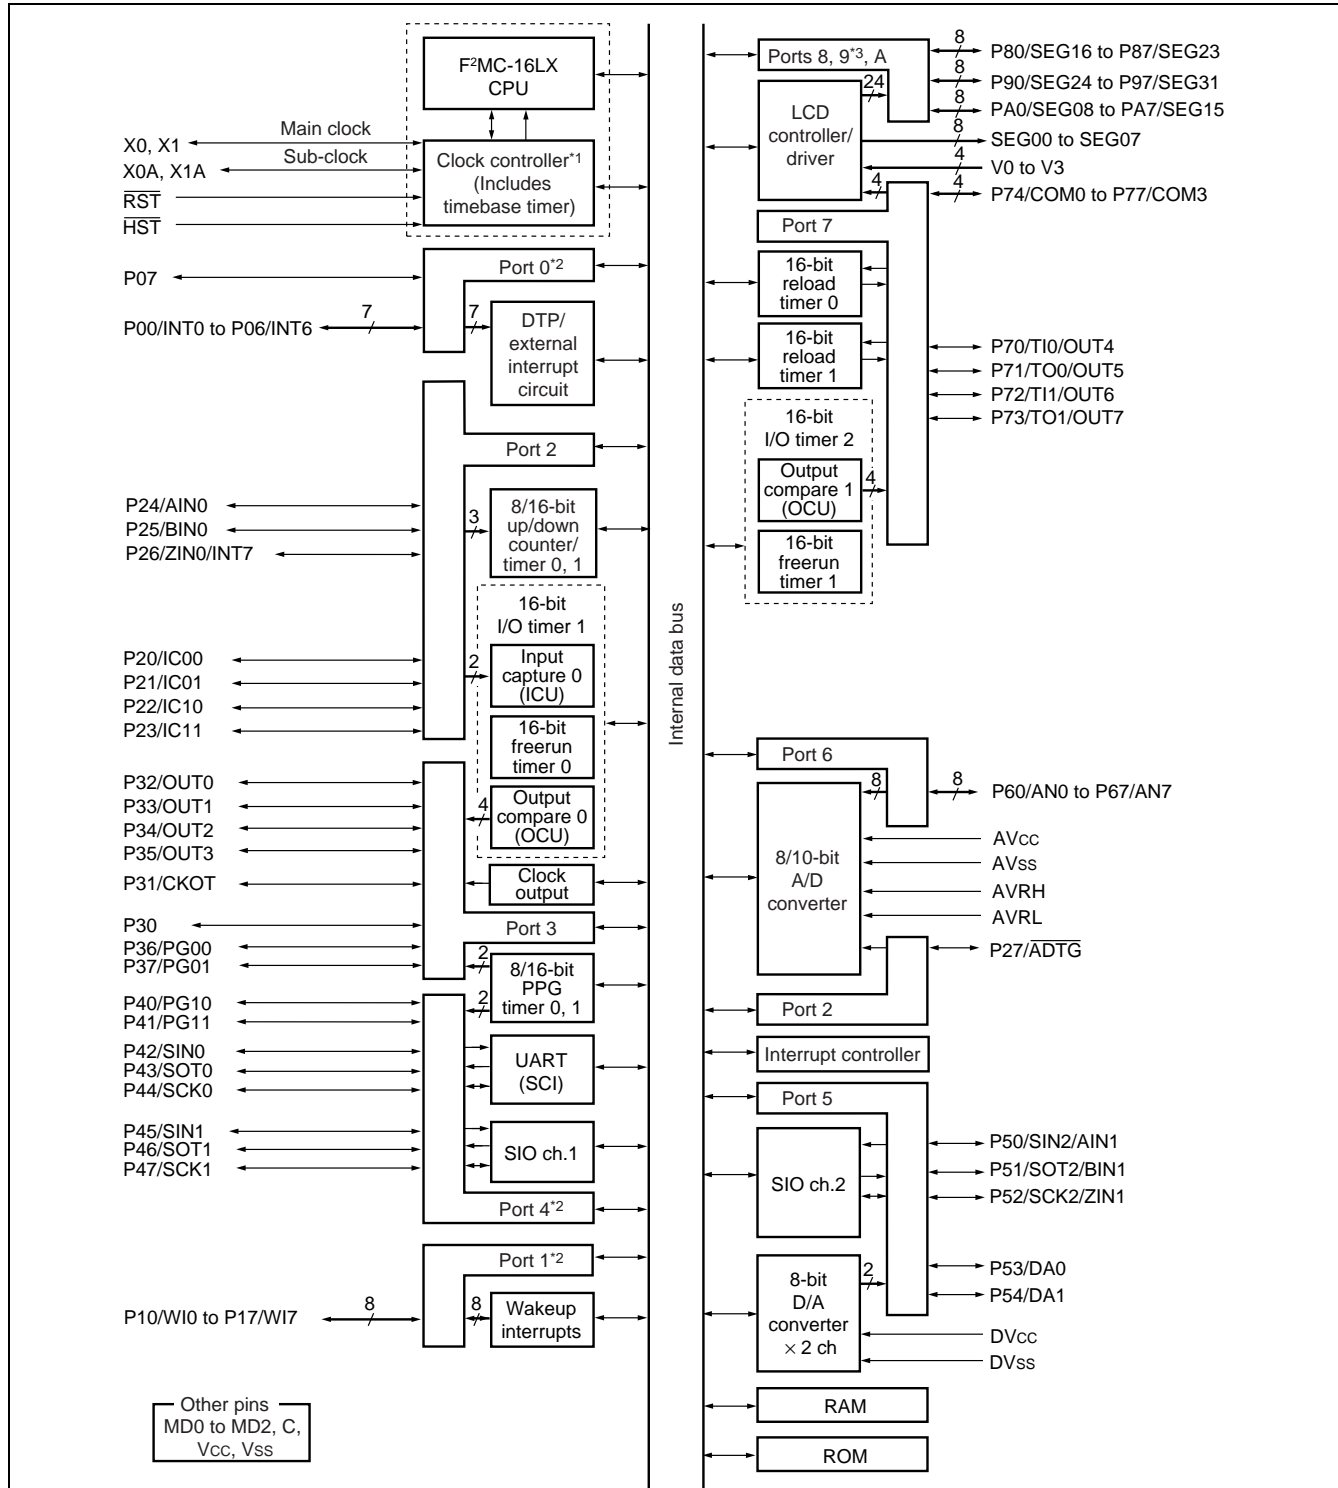 F²MC-16LX
CPU
Main clock
X0, X1
Sub-clock
X0A, X1A
RST
HST
Clock controller*1
(Includes
timebase timer)
P07
Port 0*2
P00/INT0 to P06/INT6
7
7
DTP/
external
interrupt
circuit
Port 2
P24/AIN0
P25/BIN0
P26/ZIN0/INT7
3
8/16-bit
up/down
counter/
timer 0, 1
16-bit
I/O timer 1
P20/IC00
P21/IC01
P22/IC10
P23/IC11
2
Input
capture 0
(ICU)
16-bit
freerun
timer 0
P32/OUT0
P33/OUT1
P34/OUT2
P35/OUT3
4
Output
compare 0
(OCU)
P31/CKOT
Clock
output
P30
Port 3
P36/PG00
P37/PG01
2
8/16-bit
PPG
timer 0, 1
P40/PG10
P41/PG11
2
P42/SIN0
P43/SOT0
P44/SCK0
UART
(SCI)
P45/SIN1
P46/SOT1
P47/SCK1
SIO ch.1
Port 4*2
Port 1*2
P10/WI0 to P17/WI7
8
8
Wakeup
interrupts
Other pins
MD0 to MD2, C,
Vcc, Vss
Internal data bus
Ports 8, 9*3, A
8
P80/SEG16 to P87/SEG23
8
P90/SEG24 to P97/SEG31
24
8
PA0/SEG08 to PA7/SEG15
LCD
controller/
driver
8
SEG00 to SEG07
4
V0 to V3
4
4
P74/COM0 to P77/COM3
Port 7
16-bit
reload
timer 0
16-bit
reload
timer 1
P70/TI0/OUT4
P71/TO0/OUT5
P72/TI1/OUT6
P73/TO1/OUT7
16-bit
I/O timer 2
Output
compare 1
(OCU)
4
16-bit
freerun
timer 1
Port 6
8
8
P60/AN0 to P67/AN7
8/10-bit
A/D
converter
AVcc
AVss
AVRH
AVRL
P27/ADTG
Port 2
Interrupt controller
Port 5
SIO ch.2
P50/SIN2/AIN1
P51/SOT2/BIN1
P52/SCK2/ZIN1
8-bit
D/A
converter
× 2 ch
2
P53/DA0
P54/DA1
DVcc
DVss
RAM
ROM